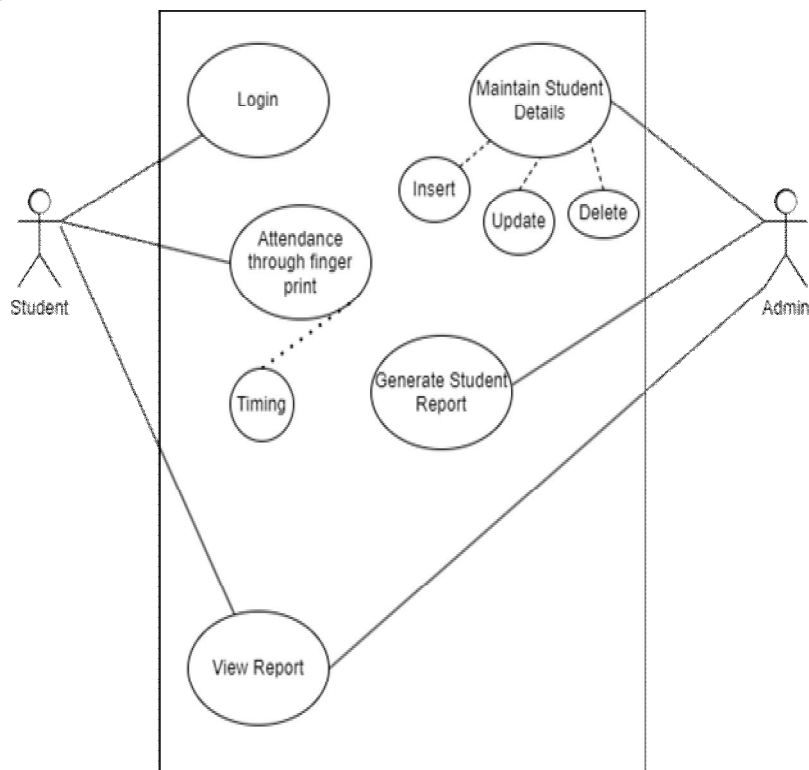 Login
Maintain Student
Details
Insert
Update
Delete
Student
Attendance
through finger
print
Admin
Timing
Generate Student
Report
View Report